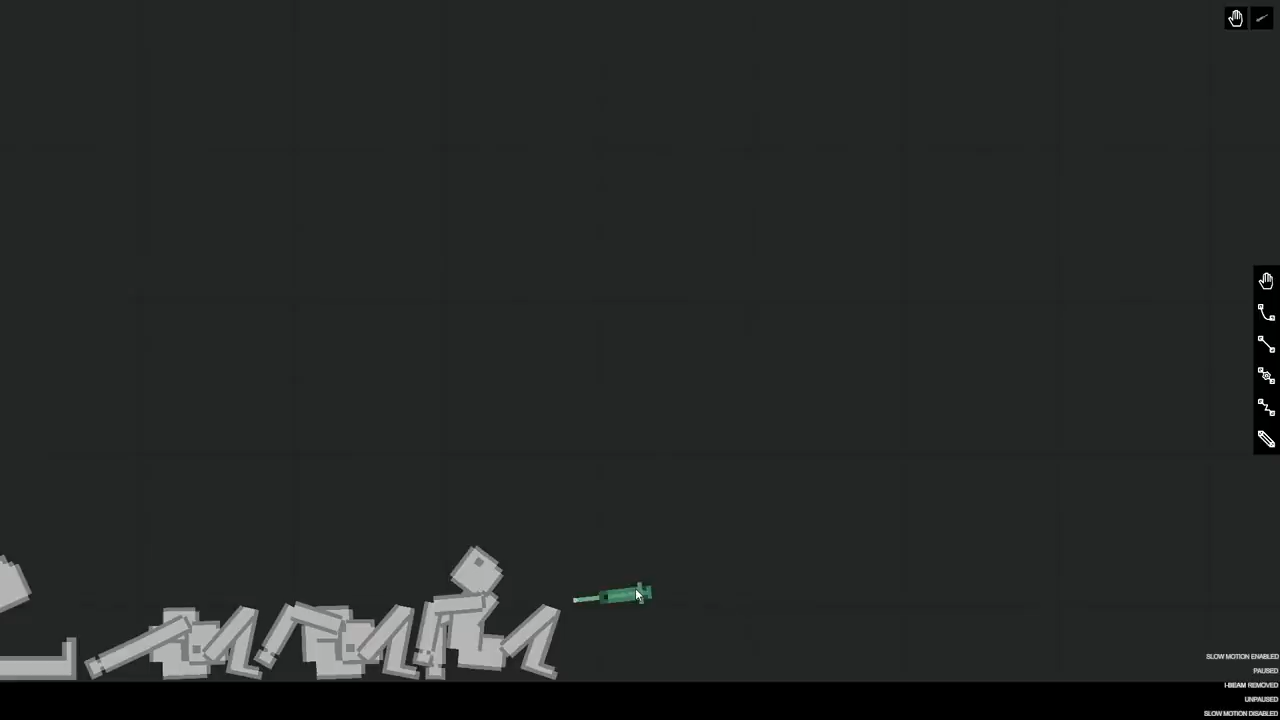 SLOW MOTION ENABLED
PAUSED
I-BEAM REMOVED
UNPAUSED
SLOW MOTION DISABLED